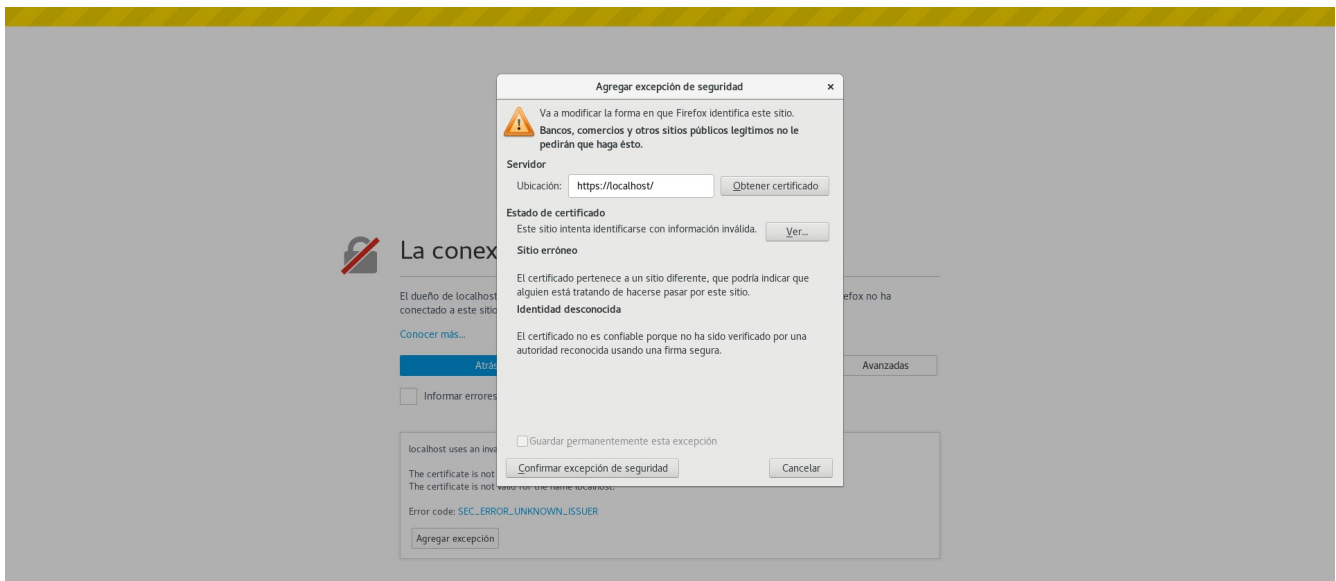 Agregar excepción de seguridad
Va a modificar la forma en que Firefox identifica este sitio.
Bancos, comercios y otros sitios públicos legítimos no le
pedirán que haga ésto.
Servidor
Ubicación: https://localhost/ Obtener certificado
Estado de certificado
Este sitio intenta identificarse con información inválida. Ver...
Sitio erróneo
El certificado pertenece a un sitio diferente, que podría indicar que
alguien está tratando de hacerse pasar por este sitio.
Identidad desconocida
El certificado no es confiable porque no ha sido verificado por una
autoridad reconocida usando una firma segura.
Guardar permanentemente esta excepción
Confirmar excepción de seguridad Cancelar
La conex
El dueño de localhost efox no ha
conectado a este sitio
Conocer más...
Atrás Avanzadas
Informar errores
localhost uses an inva
The certificate is not
The certificate is not valid for the name localhost.
Error code: SEC_ERROR_UNKNOWN_ISSUER
Agregar excepción